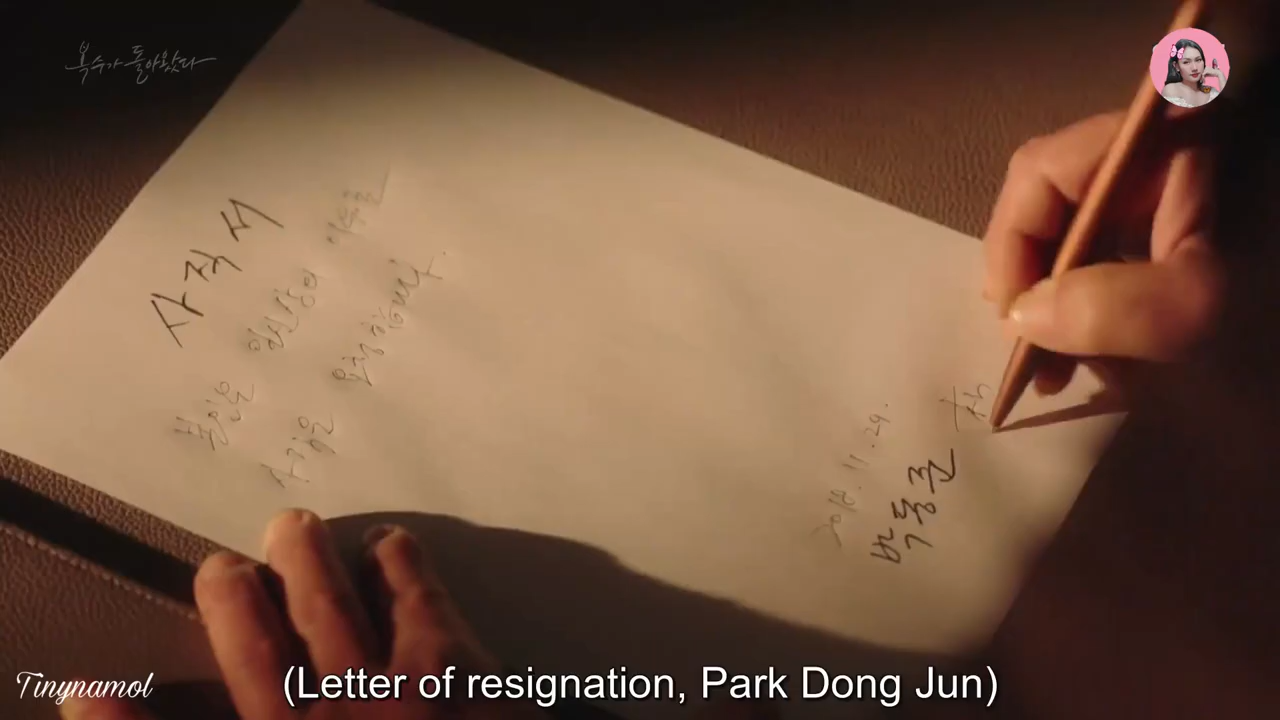 복수가 돌아왔다
사직서
본인은 일신상의 이유로
사직을 요청합니다.
11.29.
박동준
Tinynamol
(Letter of resignation, Park Dong Jun)